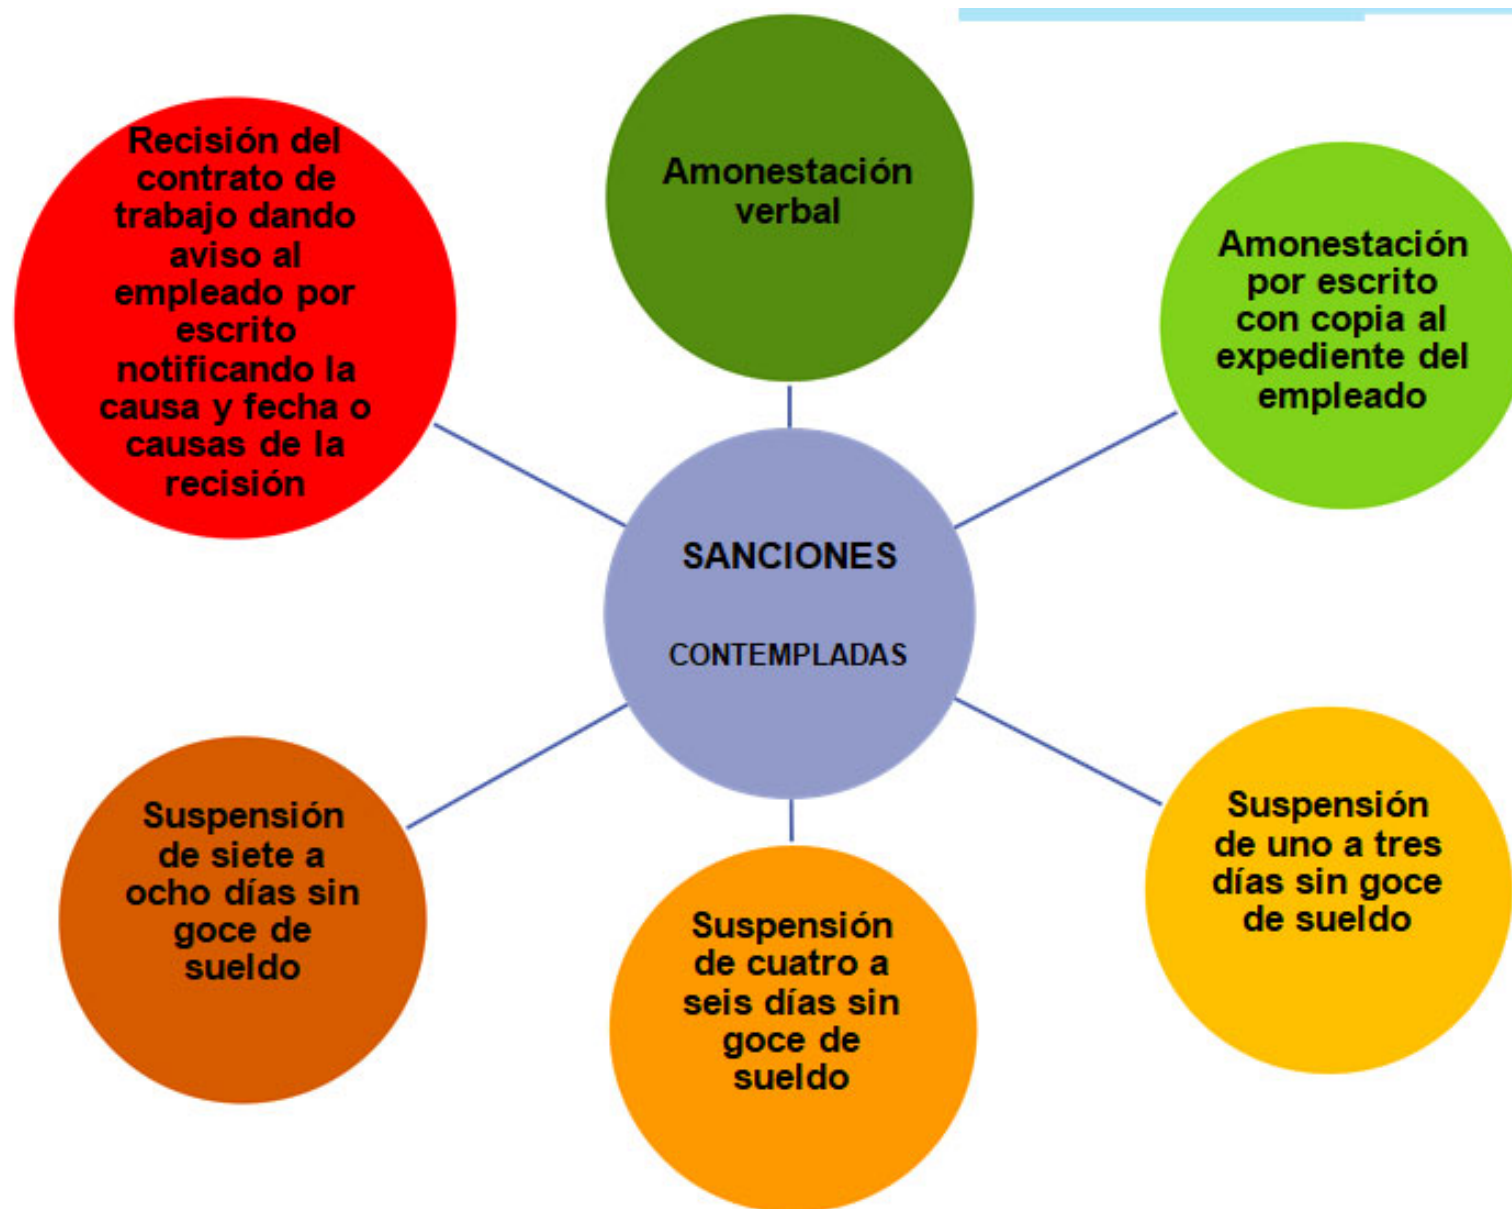 Amonestación
verbal
Amonestación
por escrito
con copia al
expediente del
empleado
Suspensión
de uno a tres
días sin goce
de sueldo
Suspensión
de cuatro a
seis días sin
goce de
sueldo
Suspensión
de siete a
ocho días sin
goce de
sueldo
Recisión del
contrato de
trabajo dando
aviso al
empleado por
escrito
notificando la
causa y fecha o
causas de la
recisión
SANCIONES
CONTEMPLADAS